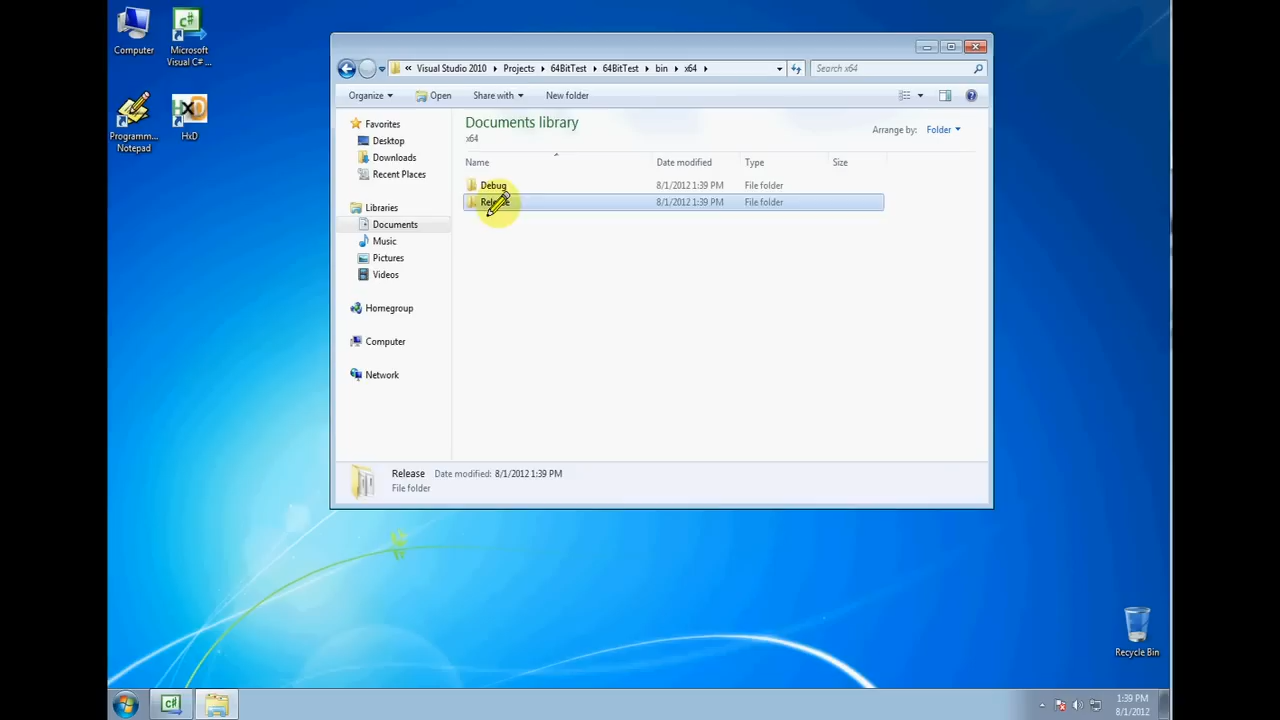 Computer
Microsoft
Visual C# ...
Programm...
Notepad
HxD
« Visual Studio 2010 Projects 64BitTest 64BitTest bin x64
Search x64
Organize Open Share with New folder
Favorites
Desktop
Downloads
Recent Places
Libraries
Documents
Music
Pictures
Videos
Homegroup
Computer
Network
Documents library
x64
Arrange by: Folder
Name Date modified Type Size
Debug 8/1/2012 1:39 PM File folder
Release 8/1/2012 1:39 PM File folder
Release Date modified: 8/1/2012 1:39 PM
File folder
Recycle Bin
1:39 PM
8/1/2012